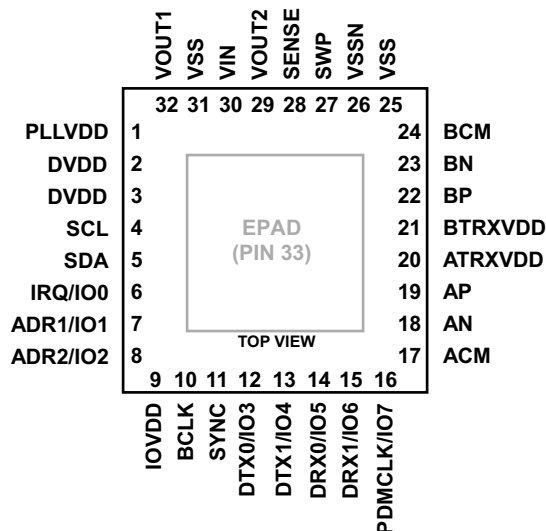 VOUT1
VSS
VIN
VOUT2
SENSE
SWP
VSSN
VSS
32 31 30 29 28 27 26 25
PLLVDD 1
DVDD 2
DVDD 3
SCL 4
SDA 5
IRQ/IO0 6
ADR1/IO1 7
ADR2/IO2 8
EPAD
(PIN 33)
TOP VIEW
24 BCM
23 BN
22 BP
21 BTRXVDD
20 ATRXVDD
19 AP
18 AN
17 ACM
9 10 11 12 13 14 15 16
IOVDD
BCLK
SYNC
DTX0/IO3
DTX1/IO4
DRX0/IO5
DRX1/IO6
PDMCLK/IO7